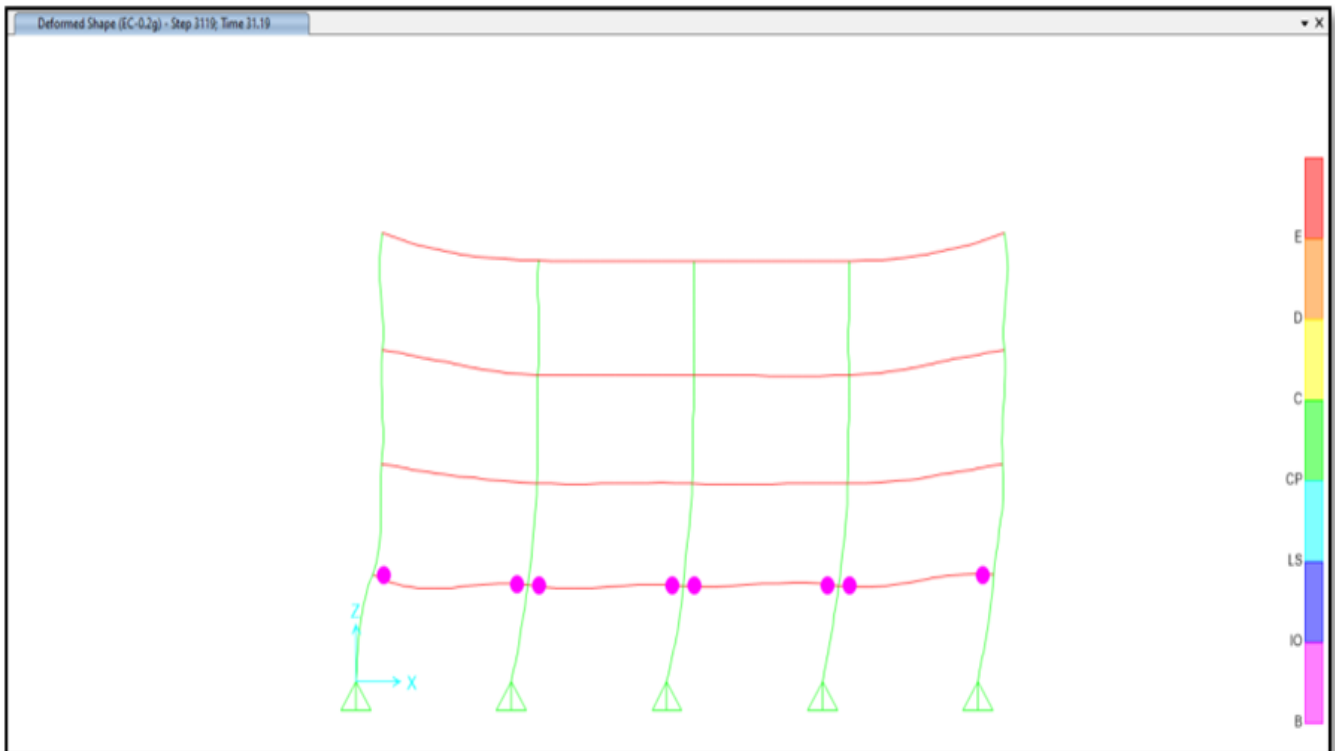 Deformed Shape (EC-0.2g) - Step 3119; Time 31.19
E
D
C
CP
LS
IO
B
Z
X